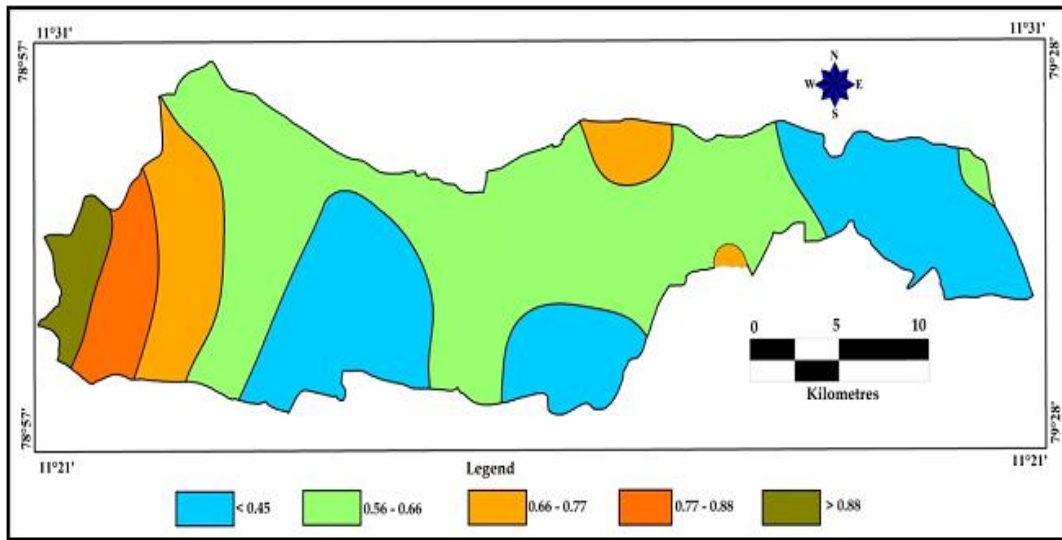 11°31' 11°31'
78°57' 79°28'
N
W E
S
0 5 10
Kilometres
78°57' 79°28'
11°21' 11°21'
Legend
< 0.45 0.56 - 0.66 0.66 - 0.77 0.77 - 0.88 > 0.88